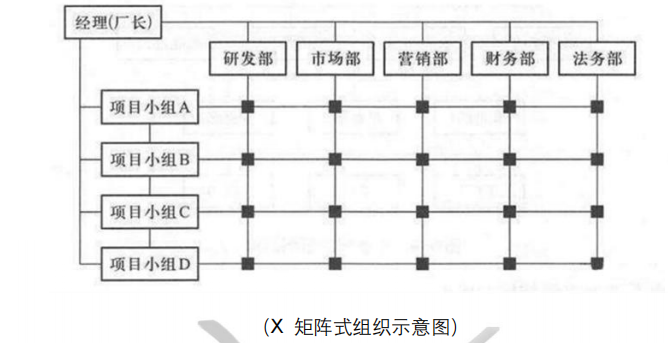 经理(厂长)
研发部
市场部
营销部
财务部
法务部
项目小组A
项目小组B
项目小组C
项目小组D
(X 矩阵式组织示意图)